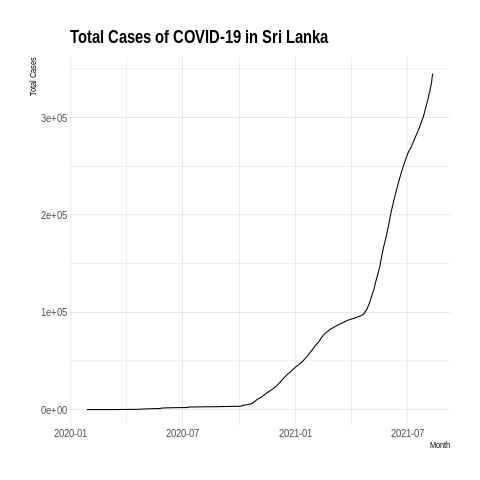 Total Cases of COVID-19 in Sri Lanka
Total Cases
3e+05
2e+05
1e+05
0e+00
2020-01 2020-07 2021-01 2021-07
Month